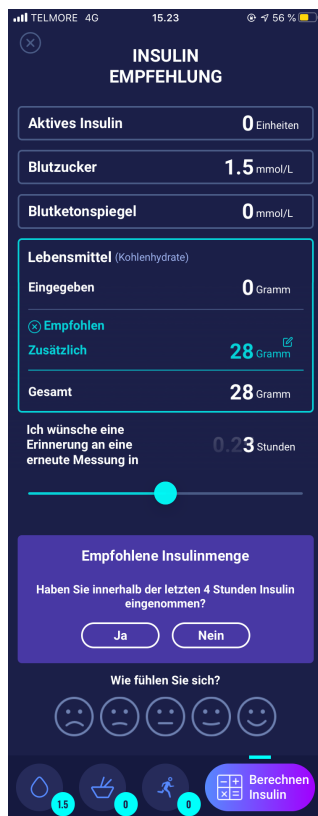 TELMORE 4G 15.23 56 %
INSULIN
EMPFEHLUNG
Aktives Insulin 0 Einheiten
Blutzucker 1.5 mmol/L
Blutketonspiegel 0 mmol/L
Lebensmittel (Kohlenhydrate)
Eingegeben 0 Gramm
Empfohlen
Zusätzlich 28 Gramm
Gesamt 28 Gramm
Ich wünsche eine
Erinnerung an eine
erneute Messung in
0.23 Stunden
Empfohlene Insulinmenge
Haben Sie innerhalb der letzten 4 Stunden Insulin
eingenommen?
Ja Nein
Wie fühlen Sie sich?
1.5 0 0
Berechnen
Insulin